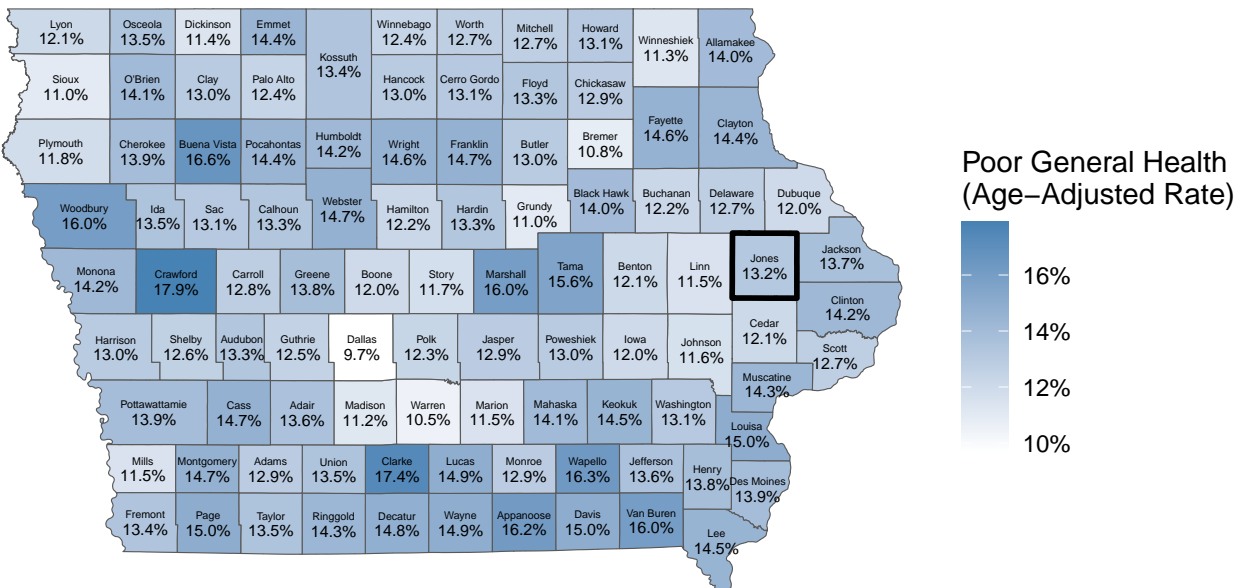 Lyon
12.1%
Osceola
13.5%
Dickinson
11.4%
Emmet
14.4%
Kossuth
13.4%
Winnebago
12.4%
Worth
12.7%
Mitchell
12.7%
Howard
13.1%
Winneshiek
11.3%
Allamakee
14.0%
Sioux
11.0%
O'Brien
14.1%
Clay
13.0%
Palo Alto
12.4%
Hancock
13.0%
Cerro Gordo
13.1%
Floyd
13.3%
Chickasaw
12.9%
Plymouth
11.8%
Cherokee
13.9%
Buena Vista
16.6%
Pocahontas
14.4%
Humboldt
14.2%
Wright
14.6%
Franklin
14.7%
Butler
13.0%
Bremer
10.8%
Fayette
14.6%
Clayton
14.4%
Woodbury
16.0%
Ida
13.5%
Sac
13.1%
Calhoun
13.3%
Webster
14.7%
Hamilton
12.2%
Hardin
13.3%
Grundy
11.0%
Black Hawk
14.0%
Buchanan
12.2%
Delaware
12.7%
Dubuque
12.0%
Monona
14.2%
Crawford
17.9%
Carroll
12.8%
Greene
13.8%
Boone
12.0%
Story
11.7%
Marshall
16.0%
Tama
15.6%
Benton
12.1%
Linn
11.5%
Jones
13.2%
Jackson
13.7%
Clinton
14.2%
Harrison
13.0%
Shelby
12.6%
Audubon
13.3%
Guthrie
12.5%
Dallas
9.7%
Polk
12.3%
Jasper
12.9%
Poweshiek
13.0%
Iowa
12.0%
Johnson
11.6%
Cedar
12.1%
Scott
12.7%
Muscatine
14.3%
Pottawattamie
13.9%
Cass
14.7%
Adair
13.6%
Madison
11.2%
Warren
10.5%
Marion
11.5%
Mahaska
14.1%
Keokuk
14.5%
Washington
13.1%
Louisa
15.0%
Mills
11.5%
Montgomery
14.7%
Adams
12.9%
Union
13.5%
Clarke
17.4%
Lucas
14.9%
Monroe
12.9%
Wapello
16.3%
Jefferson
13.6%
Henry
13.8%
Des Moines
13.9%
Fremont
13.4%
Page
15.0%
Taylor
13.5%
Ringgold
14.3%
Decatur
14.8%
Wayne
14.9%
Appanoose
16.2%
Davis
15.0%
Van Buren
16.0%
Lee
14.5%
Poor General Health
(Age−Adjusted Rate)
16%
14%
12%
10%